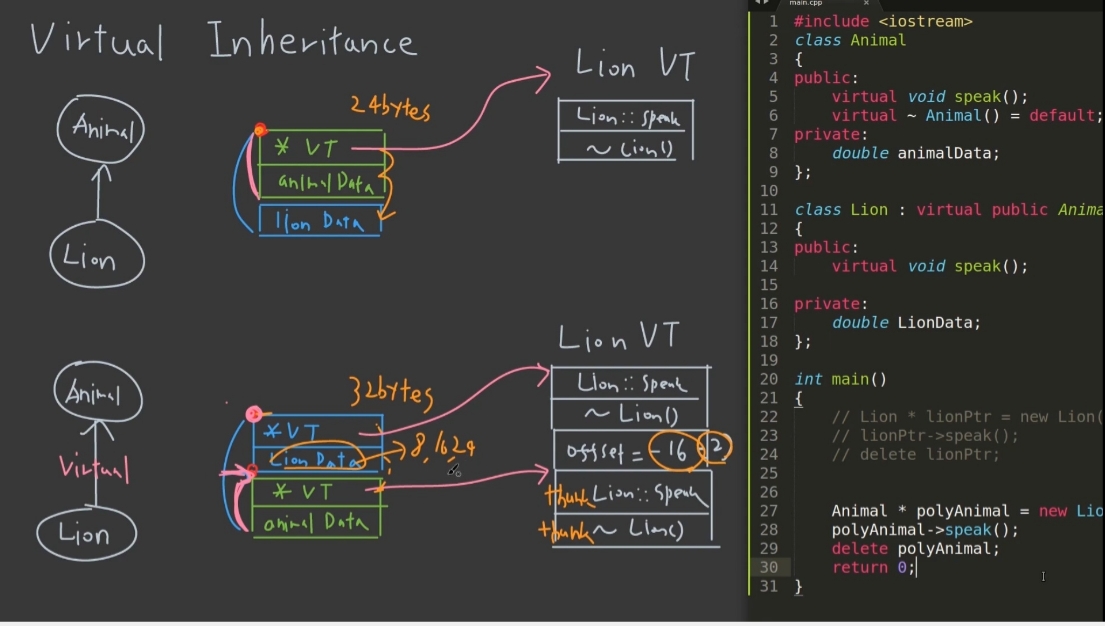 Virtual Inheritance
Animal
Lion
24bytes
* VT
animalData
lion Data
Lion VT
Lion::speak
~Lion()
Animal
Virtual
Lion
32bytes
* VT
Lion Data
8,16,24
* VT
animal Data
Lion VT
Lion::speak
~Lion()
offset = -16
thunk Lion::speak
thunk ~Lion()
main.cpp
1 #include <iostream>
2 class Animal
3 {
4 public:
5 virtual void speak();
6 virtual ~ Animal() = default;
7 private:
8 double animalData;
9 };
10
11 class Lion : virtual public Anima
12 {
13 public:
14 virtual void speak();
15
16 private:
17 double LionData;
18 };
19
20 int main()
21 {
22 // Lion * lionPtr = new Lion(
23 // lionPtr->speak();
24 // delete lionPtr;
25
26
27 Animal * polyAnimal = new Lio
28 polyAnimal->speak();
29 delete polyAnimal;
30 return 0;
31 }